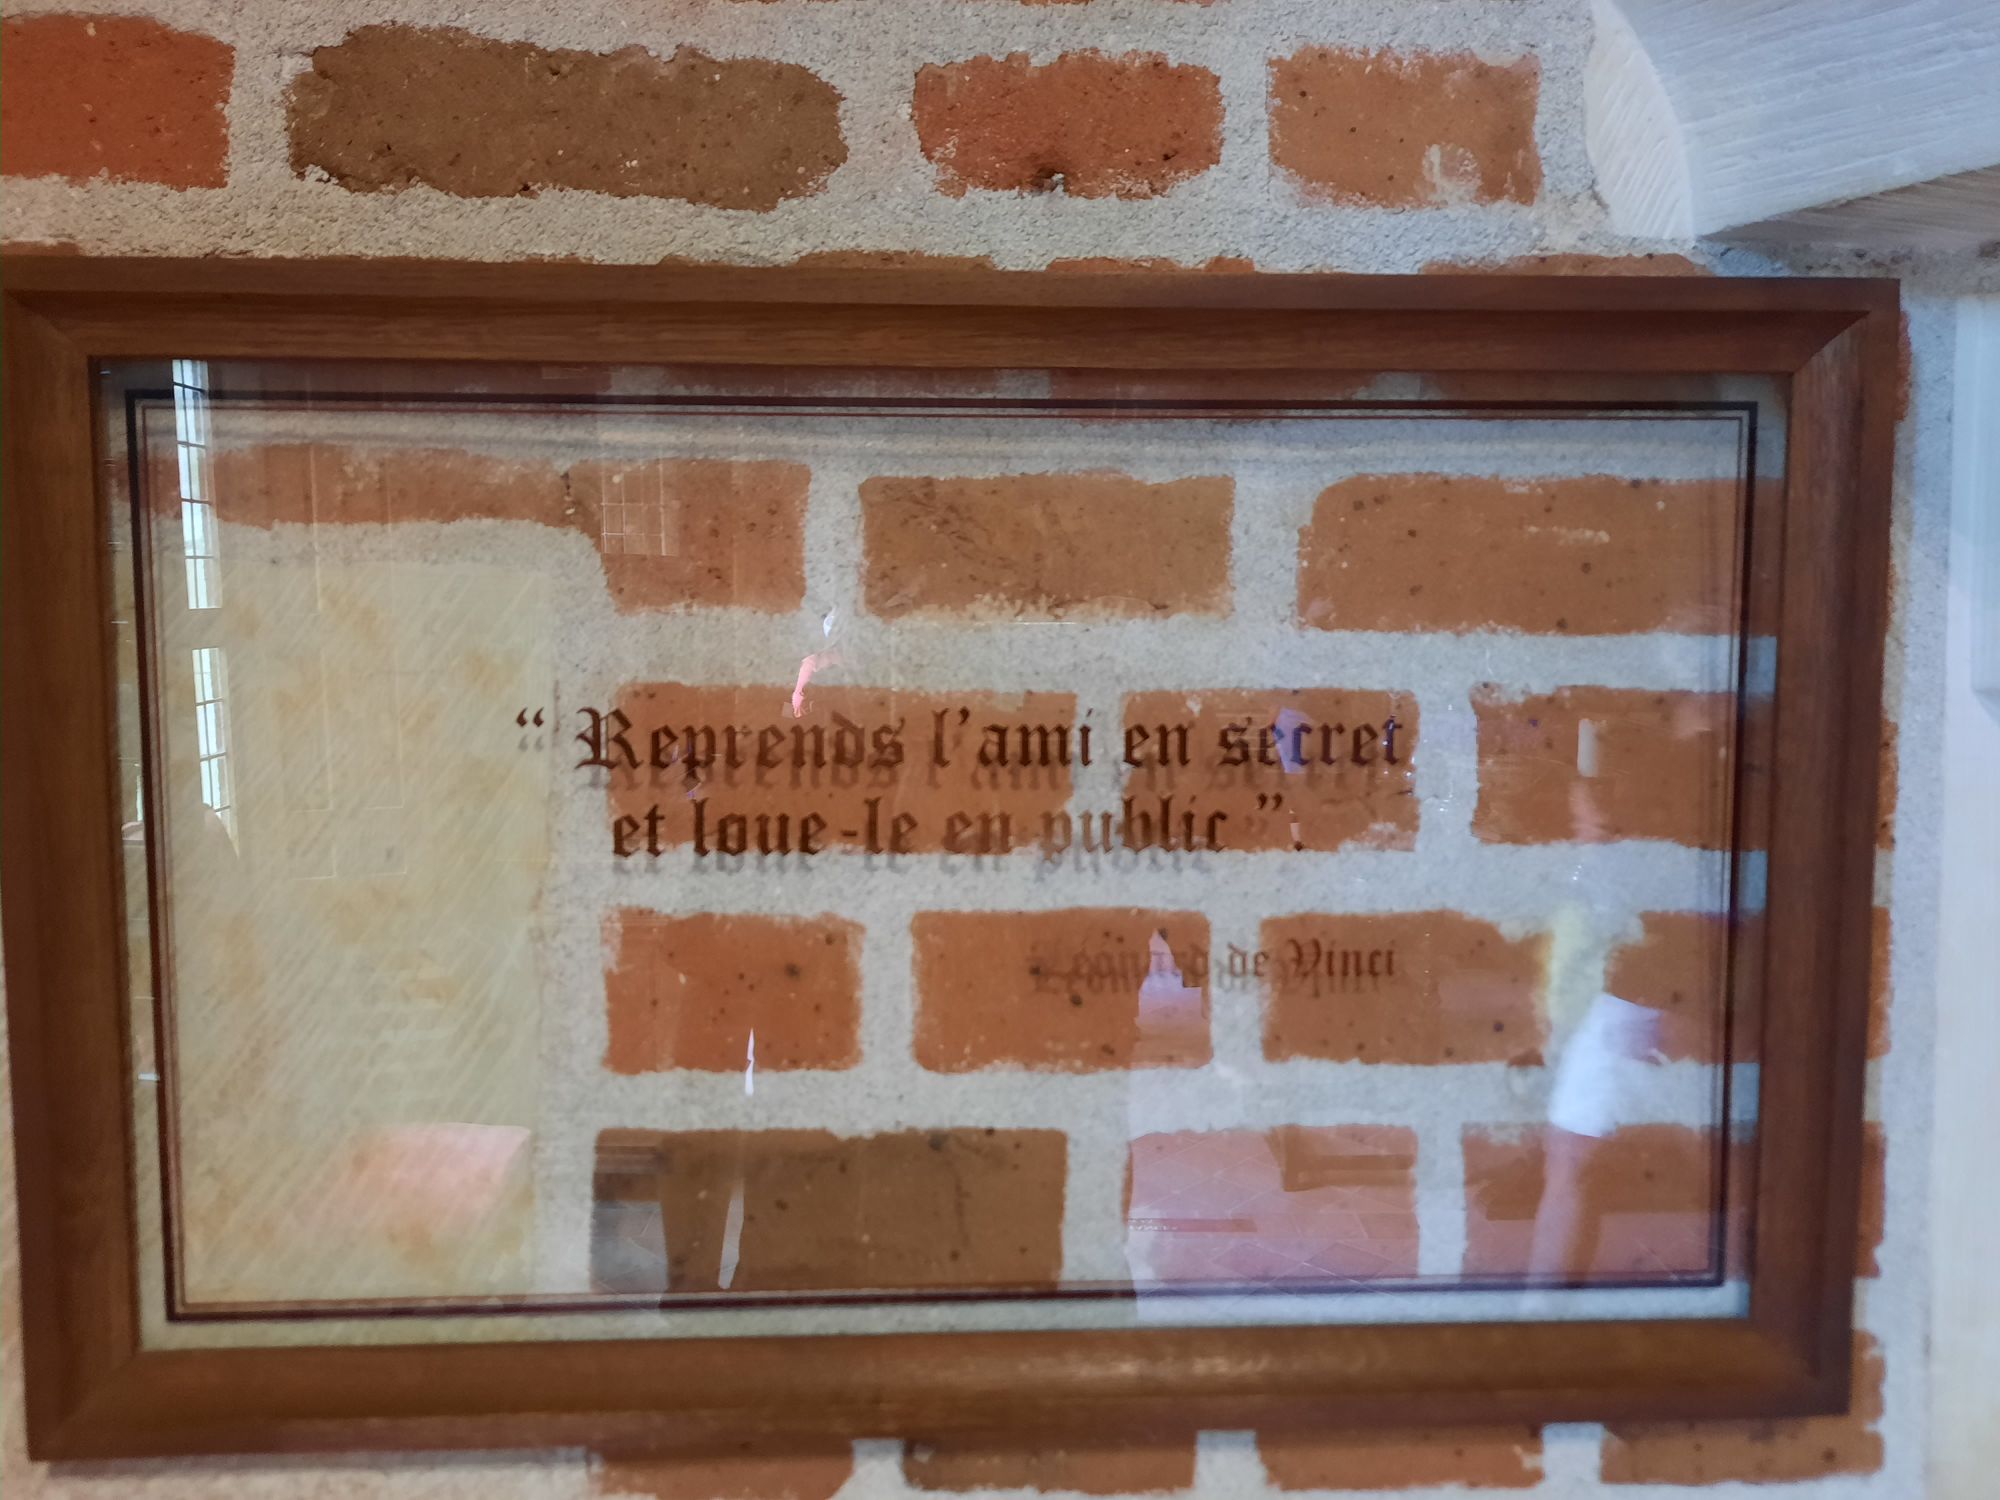 “ Reprends l’ami en secret
et loue-le en public ”.
Léonard de Vinci